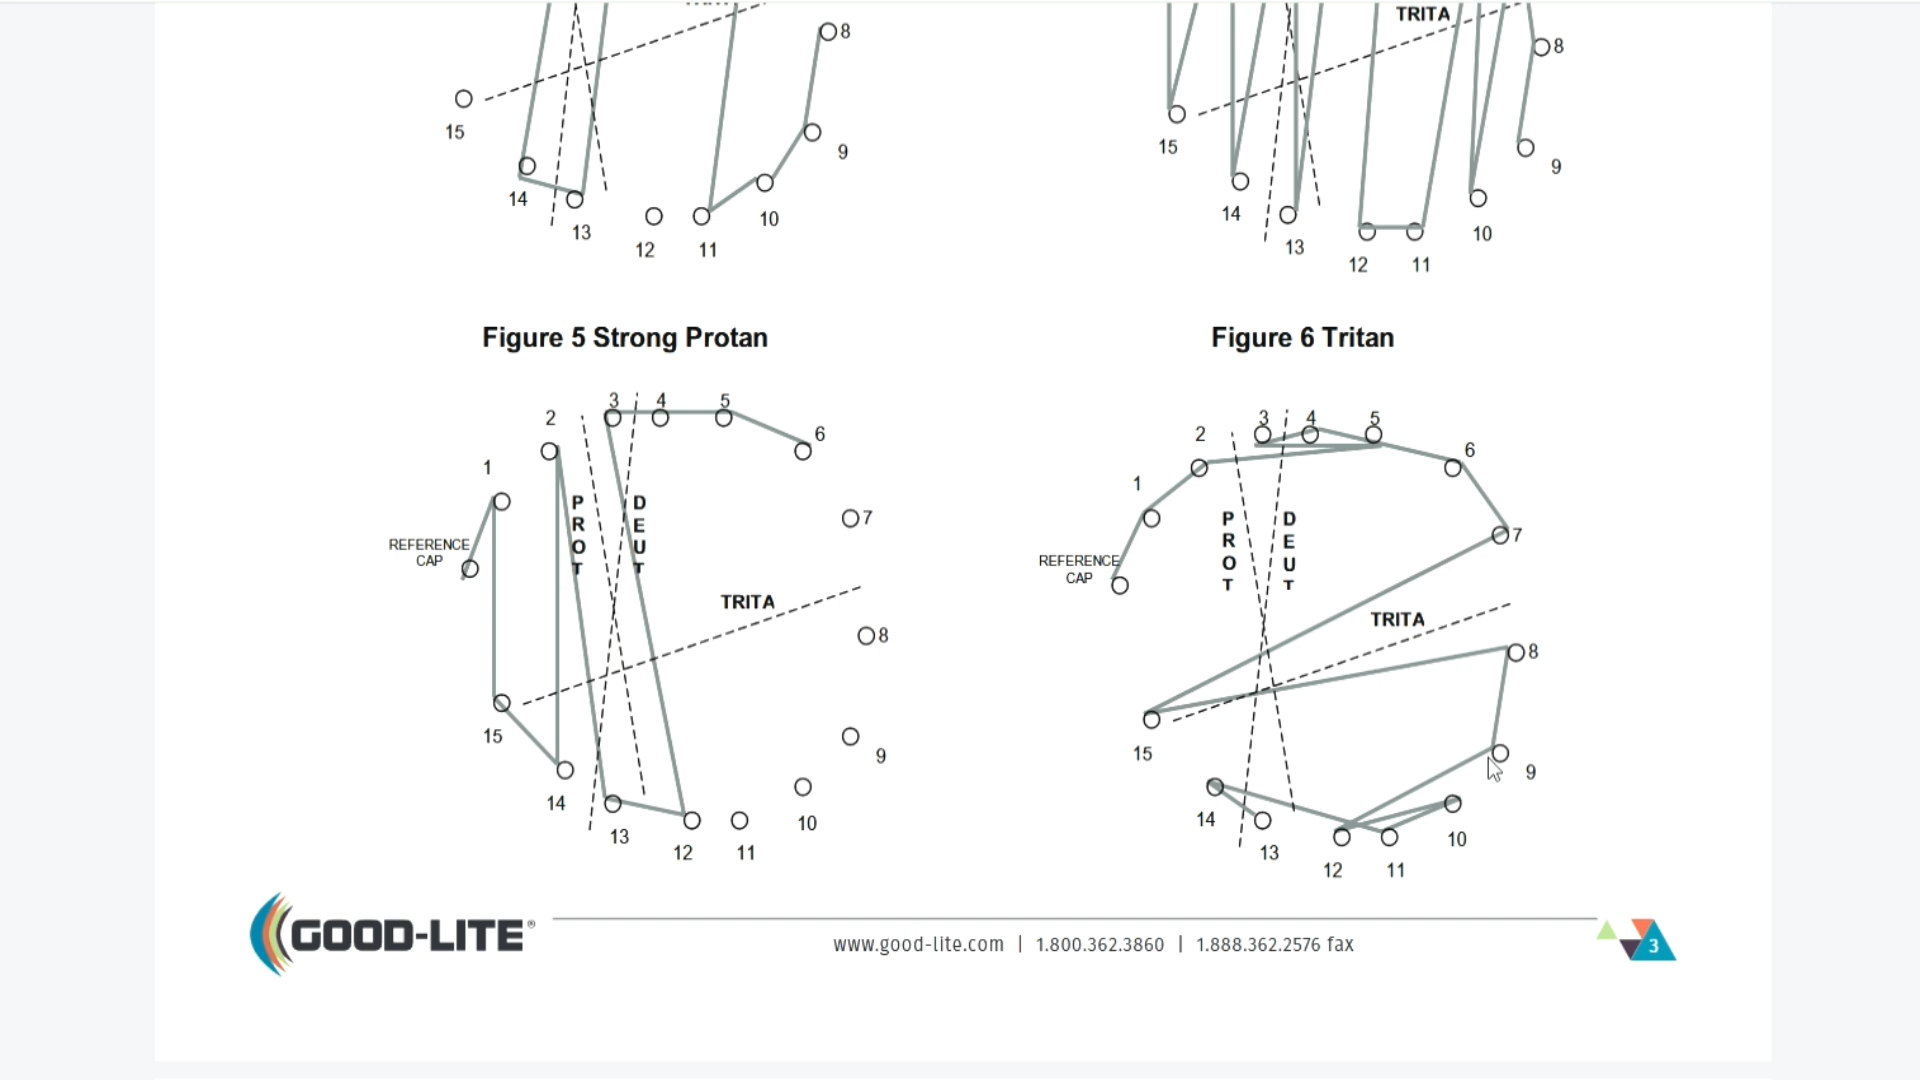 TRITA
8
8
15
9
15
9
14
10
14
10
13
13
12
11
12
11
Figure 5 Strong Protan
Figure 6 Tritan
3 4 5
2
6
1
P
R
O
T
D
E
U
T
7
REFERENCE
CAP
TRITA
8
15
9
14
10
13
12
11
3 4 5
2
6
1
P
R
O
T
D
E
U
T
7
REFERENCE
CAP
TRITA
8
15
9
14
10
13
12
11
GOOD-LITE®
www.good-lite.com | 1.800.362.3860 | 1.888.362.2576 fax
3